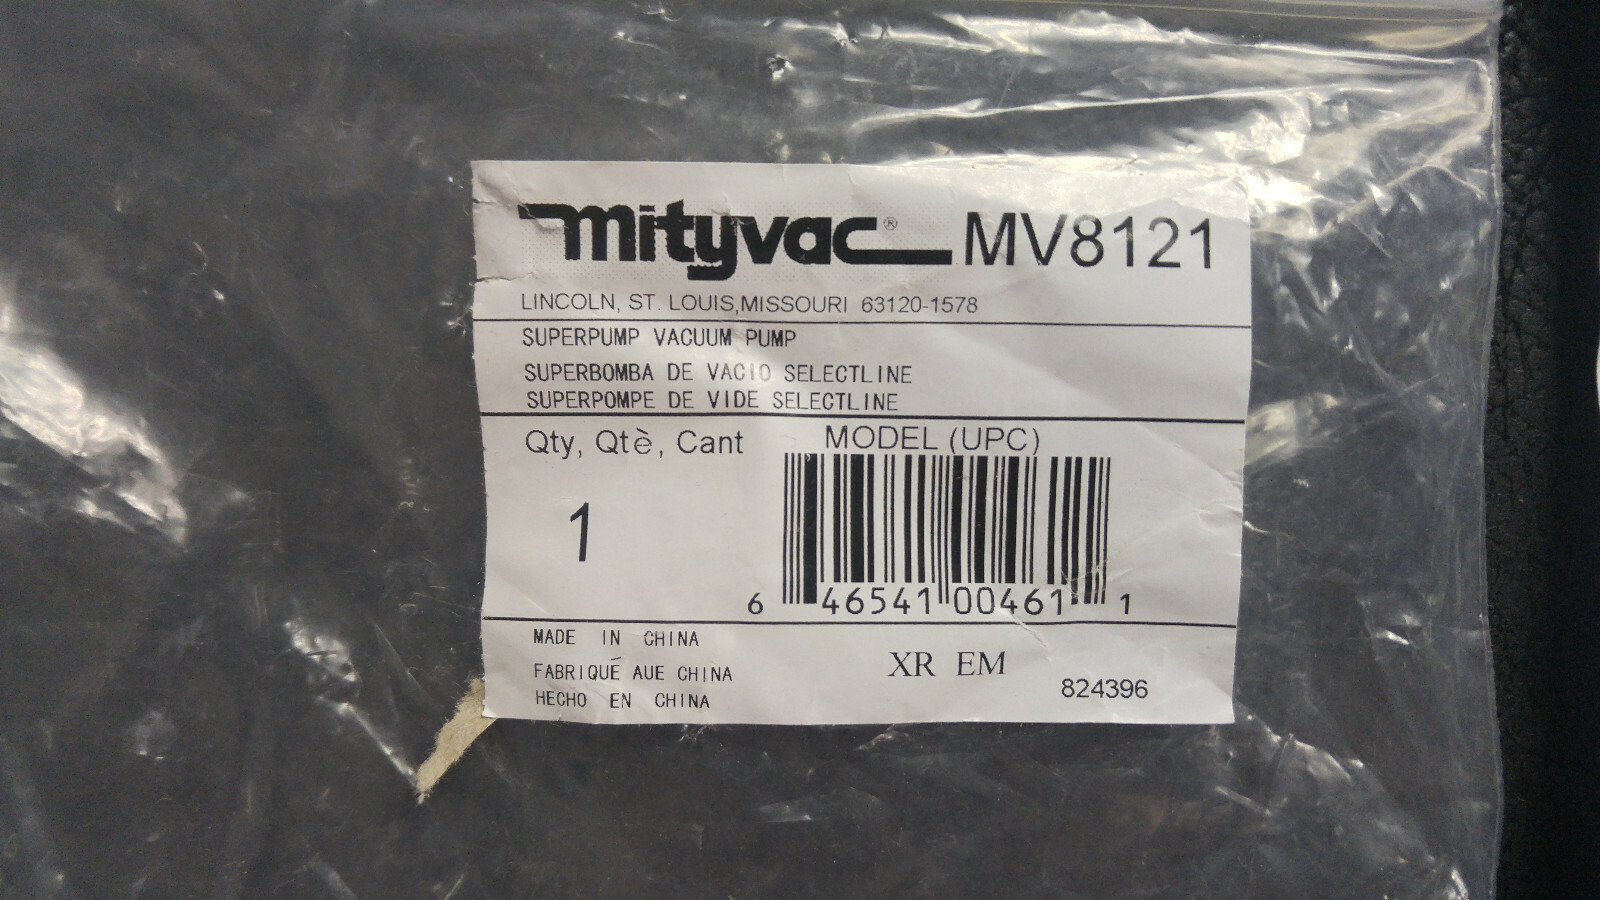 mityvac® MV8121
LINCOLN, ST. LOUIS,MISSOURI 63120-1578
SUPERPUMP VACUUM PUMP
SUPERBOMBA DE VACIO SELECTLINE
SUPERPOMPE DE VIDE SELECTLINE
Qty, Qtè, Cant
MODEL (UPC)
1
6 46541 00461 1
MADE IN CHINA
FABRIQUÉ AUE CHINA
HECHO EN CHINA
XR EM
824396